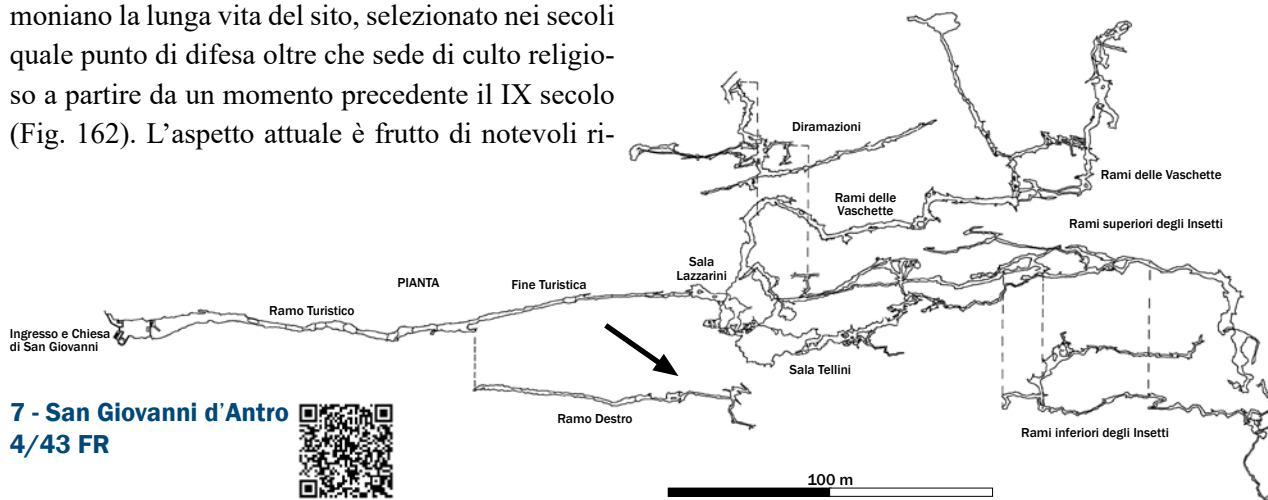 moniano la lunga vita del sito, selezionato nei secoli
quale punto di difesa oltre che sede di culto religio-
so a partire da un momento precedente il IX secolo
(Fig. 162). L’aspetto attuale è frutto di notevoli ri-
Diramazioni
Rami delle Vaschette
Rami delle
Vaschette
Rami superiori degli Insetti
Sala
Lazzarini
PIANTA
Fine Turistica
Ramo Turistico
Ingresso e Chiesa
di San Giovanni
Sala Tellini
Ramo Destro
Rami inferiori degli Insetti
7 - San Giovanni d’Antro
4/43 FR
100 m